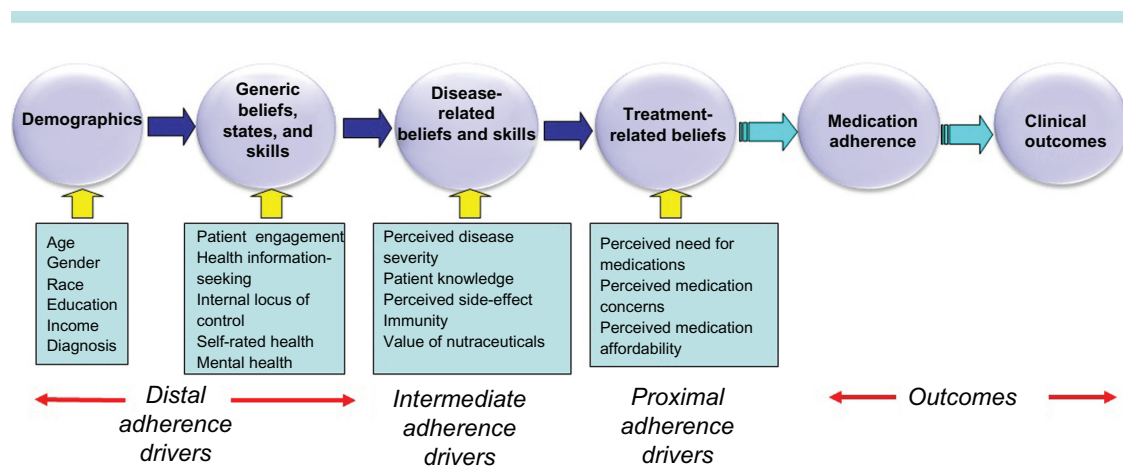 Demographics
Generic
beliefs,
states, and
skills
Disease-
related
beliefs and skills
Treatment-
related beliefs
Medication
adherence
Clinical
outcomes
Age
Gender
Race
Education
Income
Diagnosis
Patient engagement
Health information-
seeking
Internal locus of
control
Self-rated health
Mental health
Perceived disease
severity
Patient knowledge
Perceived side-effect
Immunity
Value of nutraceuticals
Perceived need for
medications
Perceived medication
concerns
Perceived medication
affordability
Distal
adherence
drivers
Intermediate
adherence
drivers
Proximal
adherence
drivers
Outcomes